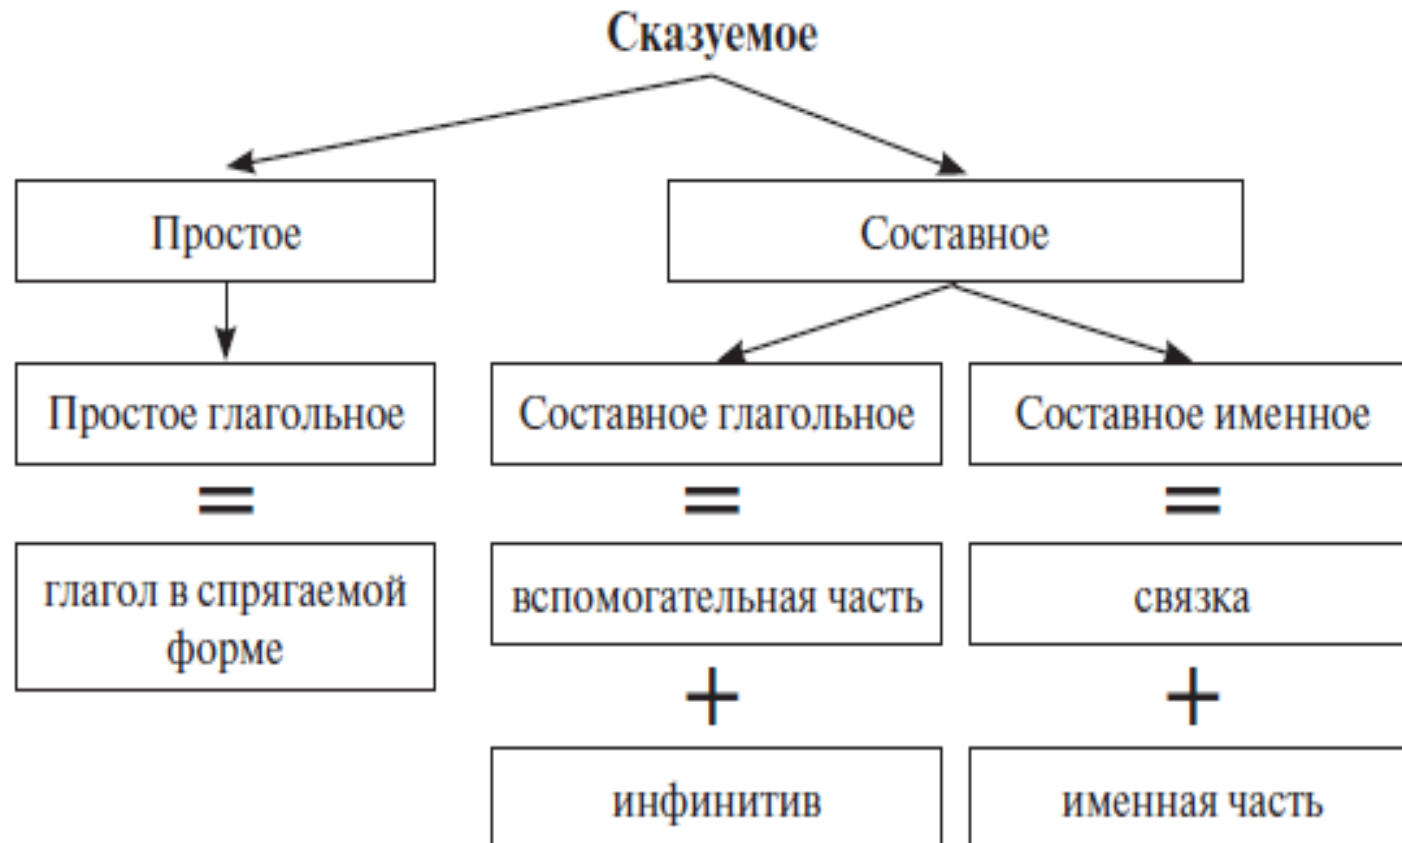 Сказуемое
Простое
Составное
Простое глагольное
Составное глагольное
Составное именное
=
=
=
глагол в спрягаемой
форме
вспомогательная часть
связка
+
+
инфинитив
именная часть